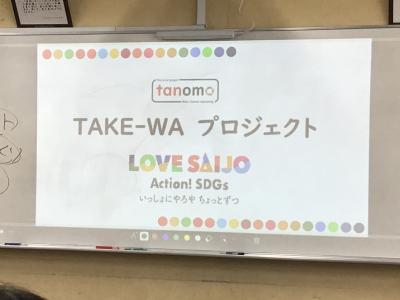 tanomo
TAKE-WA プロジェクト
LOVE SAIJO
Action! SDGs
いっしょにやろや ちょっとずつ